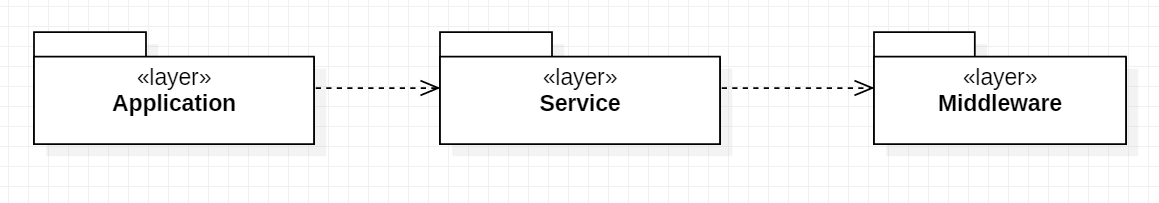 «layer»
Application
«layer»
Service
«layer»
Middleware